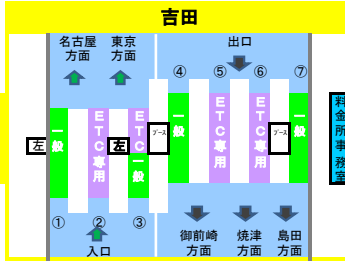 吉田
名古屋 東京 出口
方面 方面
④ ⑤ ⑥ ⑦
左 一般 ETC専用 左 ETC一般 ブース 一般 ETC専用 ETC専用 ブース 一般 料金所事務室
① ② ③
入口
御前崎 焼津 島田
方面 方面 方面